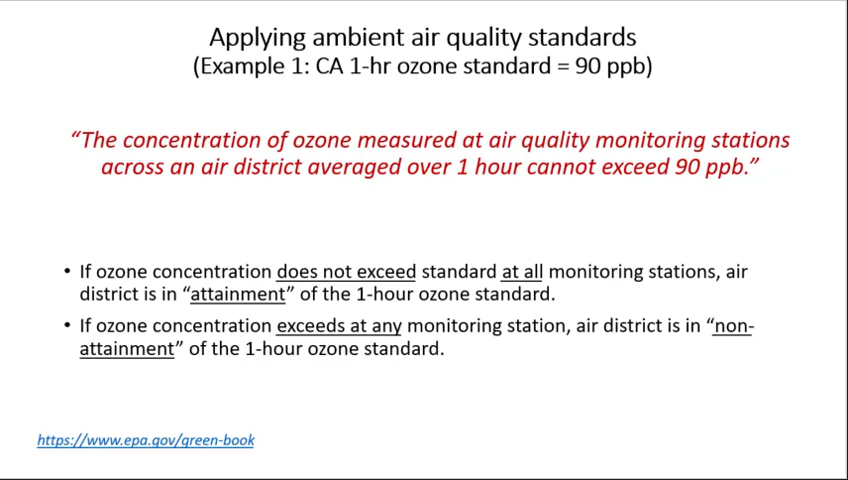 Applying ambient air quality standards
(Example 1: CA 1-hr ozone standard = 90 ppb)
“The concentration of ozone measured at air quality monitoring stations
across an air district averaged over 1 hour cannot exceed 90 ppb.”
• If ozone concentration does not exceed standard at all monitoring stations, air
district is in “attainment” of the 1-hour ozone standard.
• If ozone concentration exceeds at any monitoring station, air district is in “non-
attainment” of the 1-hour ozone standard.
https://www.epa.gov/green-book